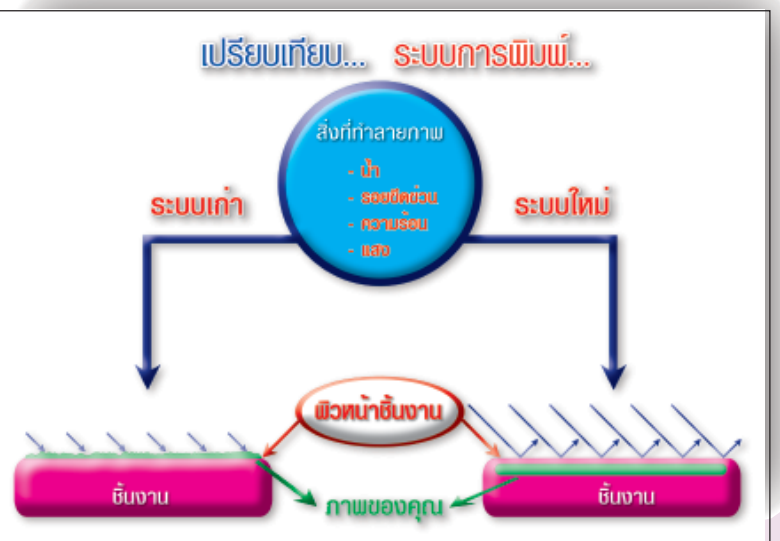 เปรียบเทียบ... ระบบการพิมพ์...
สิ่งที่ทำลายภาพ
- น้ำ
- รอยขีดข่วน
- ความร้อน
- แสง
ระบบเก่า
ระบบใหม่
ผิวหน้าชิ้นงาน
ชิ้นงาน
ภาพของคุณ
ชิ้นงาน